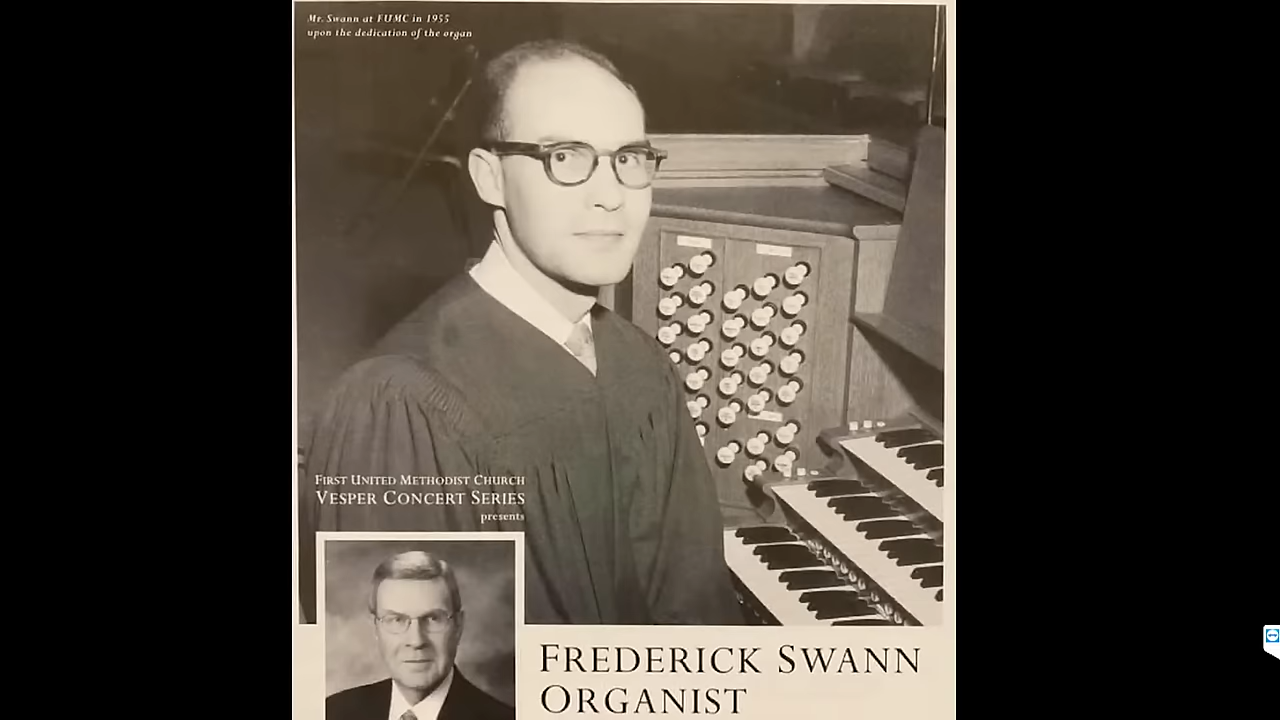 Mr. Swann at FUMC in 1955
upon the dedication of the organ
First United Methodist Church
Vesper Concert Series
presents
Frederick Swann
Organist